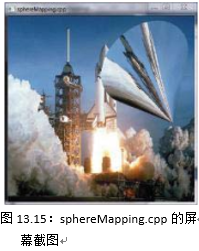 sphereMapping.cpp
图 13.15：sphereMapping.cpp 的屏
幕截图